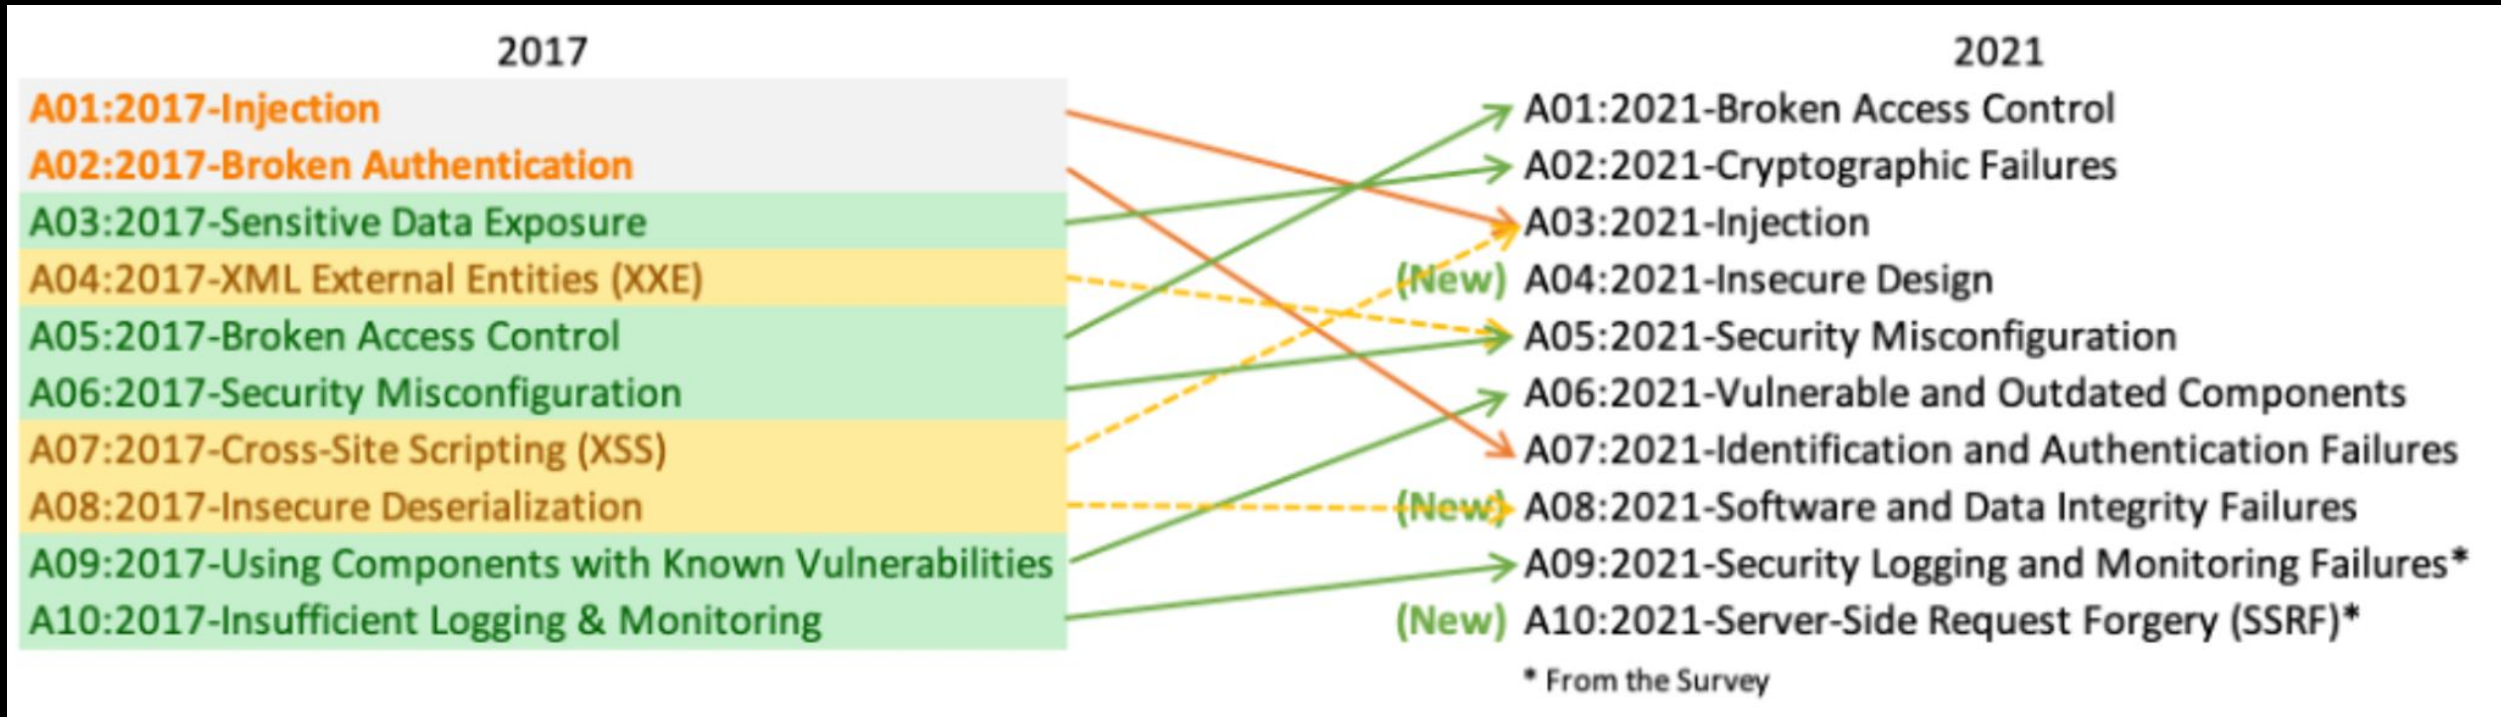 2017
A01:2017-Injection
A02:2017-Broken Authentication
A03:2017-Sensitive Data Exposure
A04:2017-XML External Entities (XXE)
A05:2017-Broken Access Control
A06:2017-Security Misconfiguration
A07:2017-Cross-Site Scripting (XSS)
A08:2017-Insecure Deserialization
A09:2017-Using Components with Known Vulnerabilities
A10:2017-Insufficient Logging & Monitoring
2021
A01:2021-Broken Access Control
A02:2021-Cryptographic Failures
A03:2021-Injection
(New) A04:2021-Insecure Design
A05:2021-Security Misconfiguration
A06:2021-Vulnerable and Outdated Components
A07:2021-Identification and Authentication Failures
(New) A08:2021-Software and Data Integrity Failures
A09:2021-Security Logging and Monitoring Failures*
(New) A10:2021-Server-Side Request Forgery (SSRF)*
* From the Survey